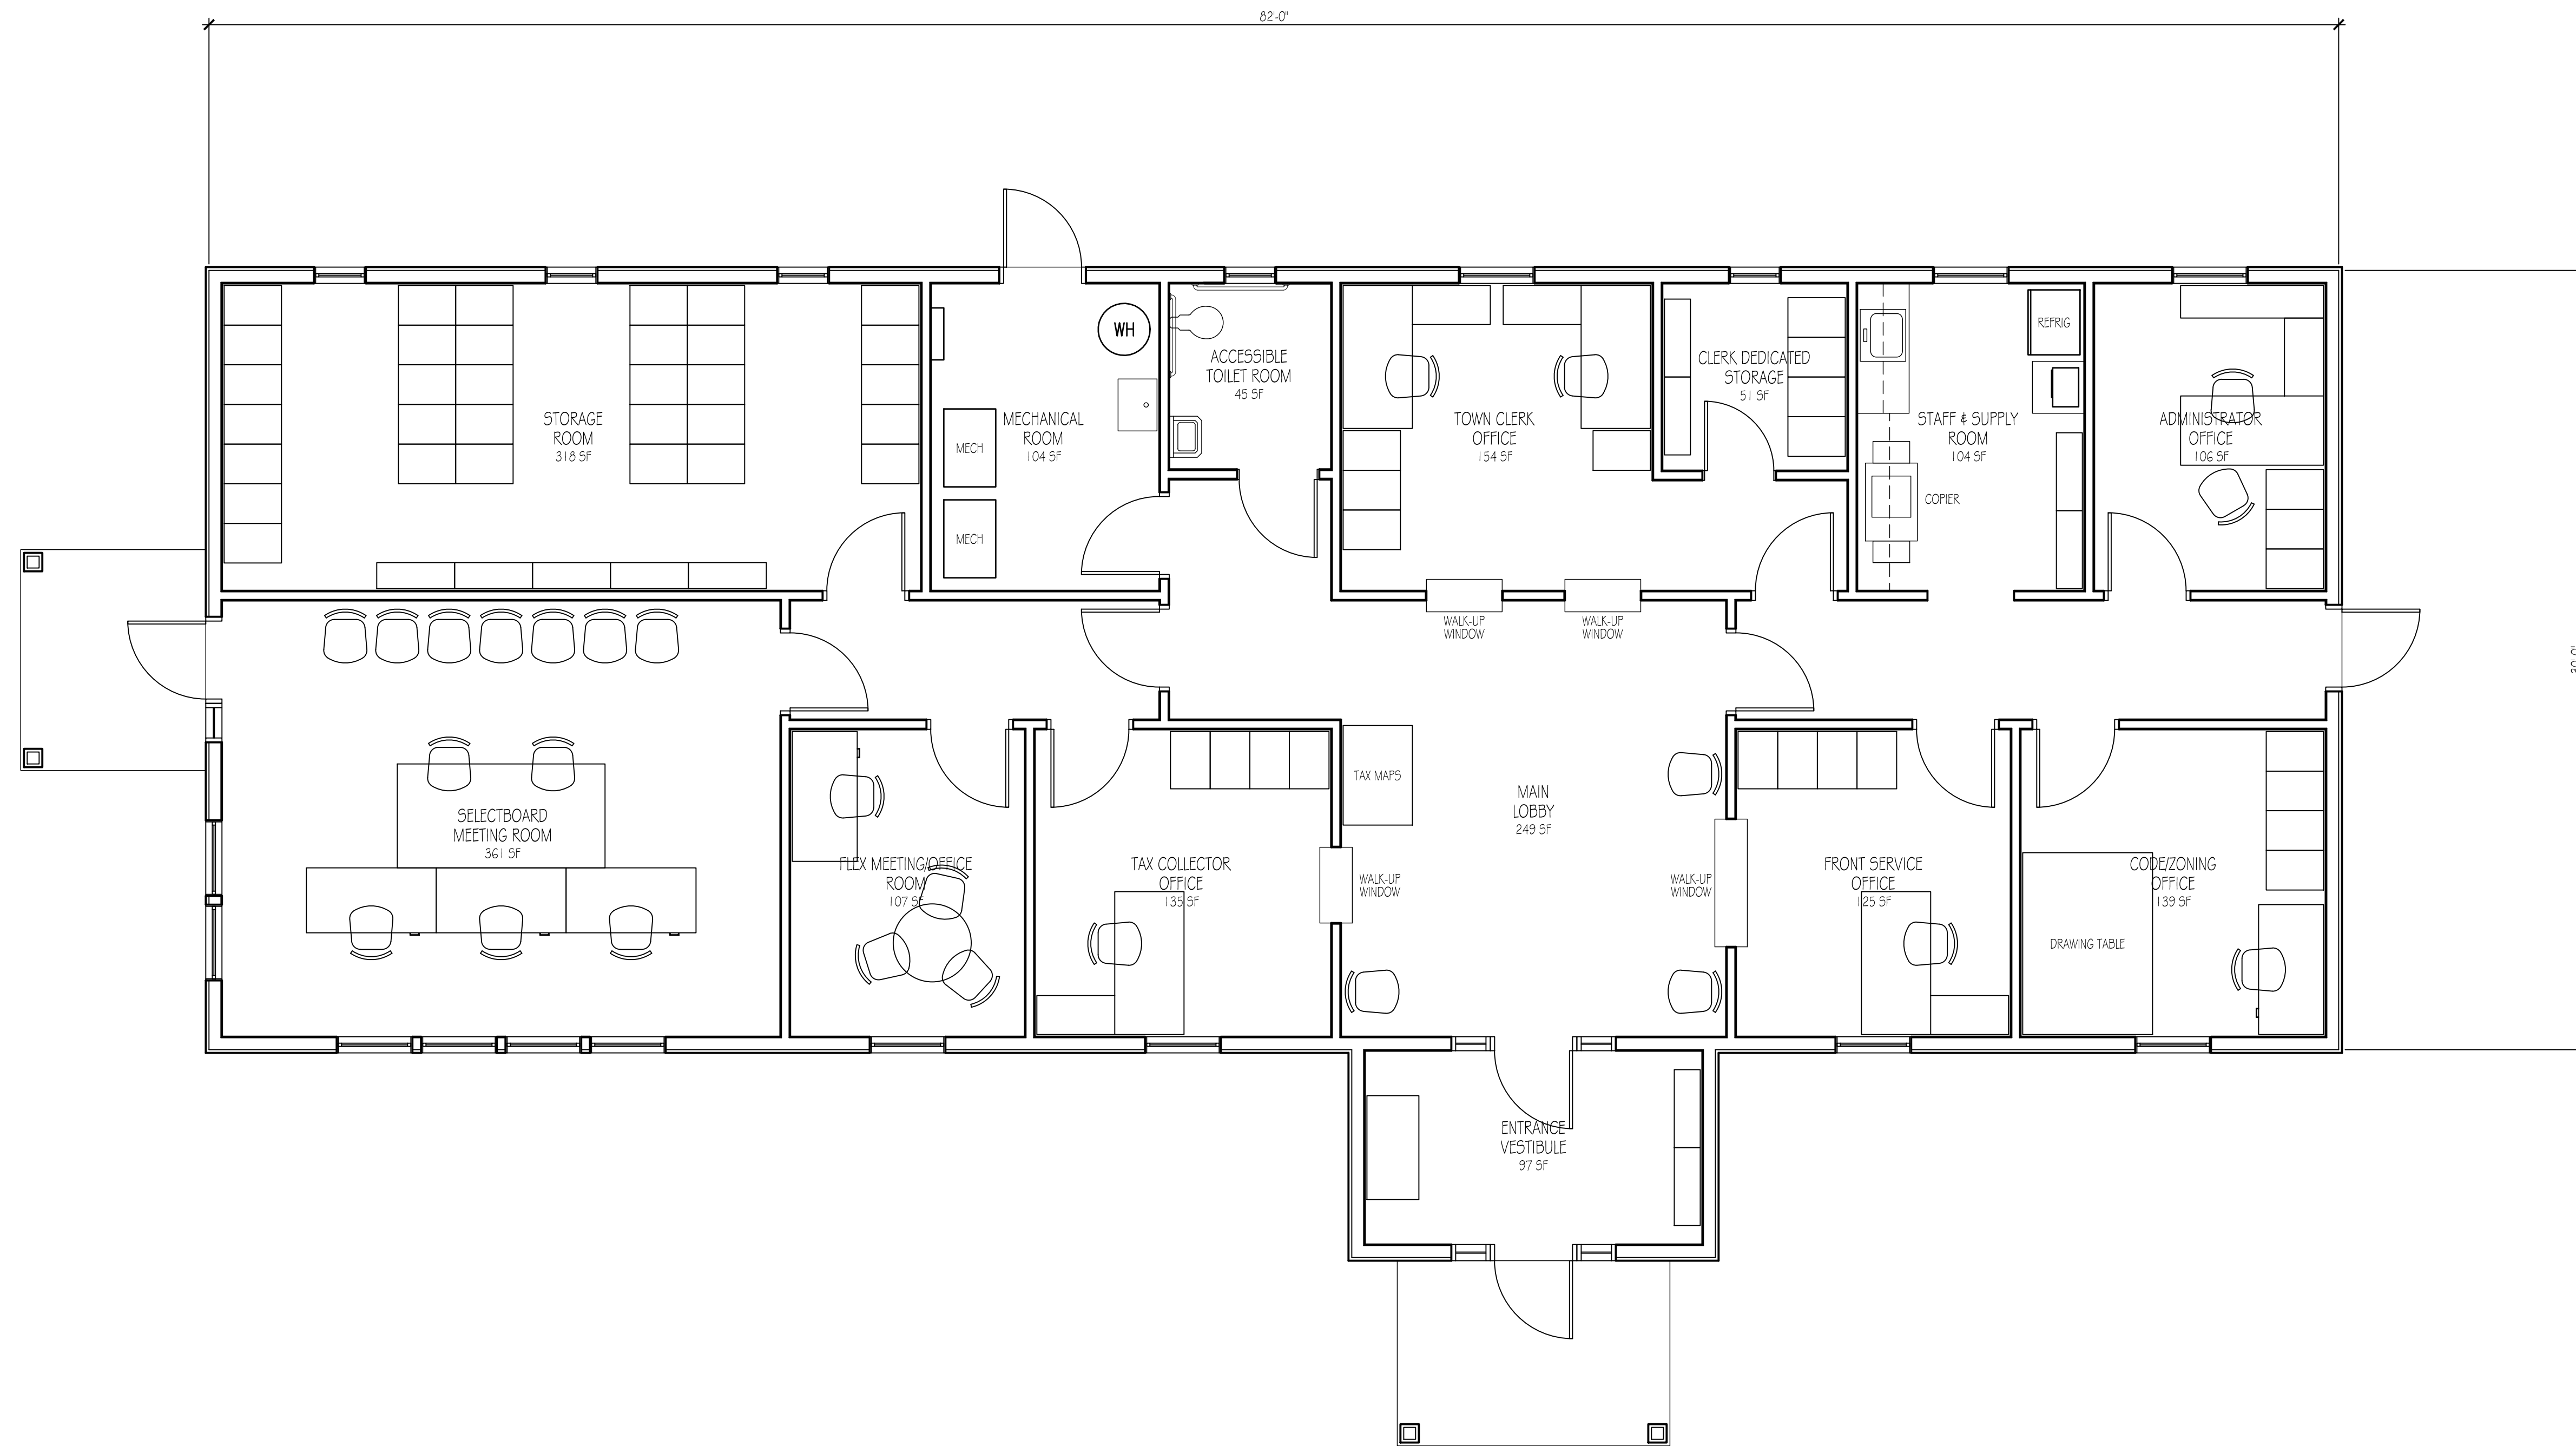 82'-0"
WH
REFRIG
ACCESSIBLE
TOILET ROOM
45 SF
CLERK DEDICATED
STORAGE
51 SF
STORAGE
ROOM
318 SF
MECHANICAL
ROOM
104 SF
MECH
MECH
TOWN CLERK
OFFICE
154 SF
STAFF & SUPPLY
ROOM
104 SF
COPIER
ADMINISTRATOR
OFFICE
106 SF
WALK-UP
WINDOW
WALK-UP
WINDOW
30'-0"
TAX MAPS
MAIN
LOBBY
249 SF
SELECTBOARD
MEETING ROOM
361 SF
FLEX MEETING/OFFICE
ROOM
107 SF
TAX COLLECTOR
OFFICE
135 SF
WALK-UP
WINDOW
WALK-UP
WINDOW
FRONT SERVICE
OFFICE
125 SF
CODE/ZONING
OFFICE
139 SF
DRAWING TABLE
ENTRANCE
VESTIBULE
97 SF